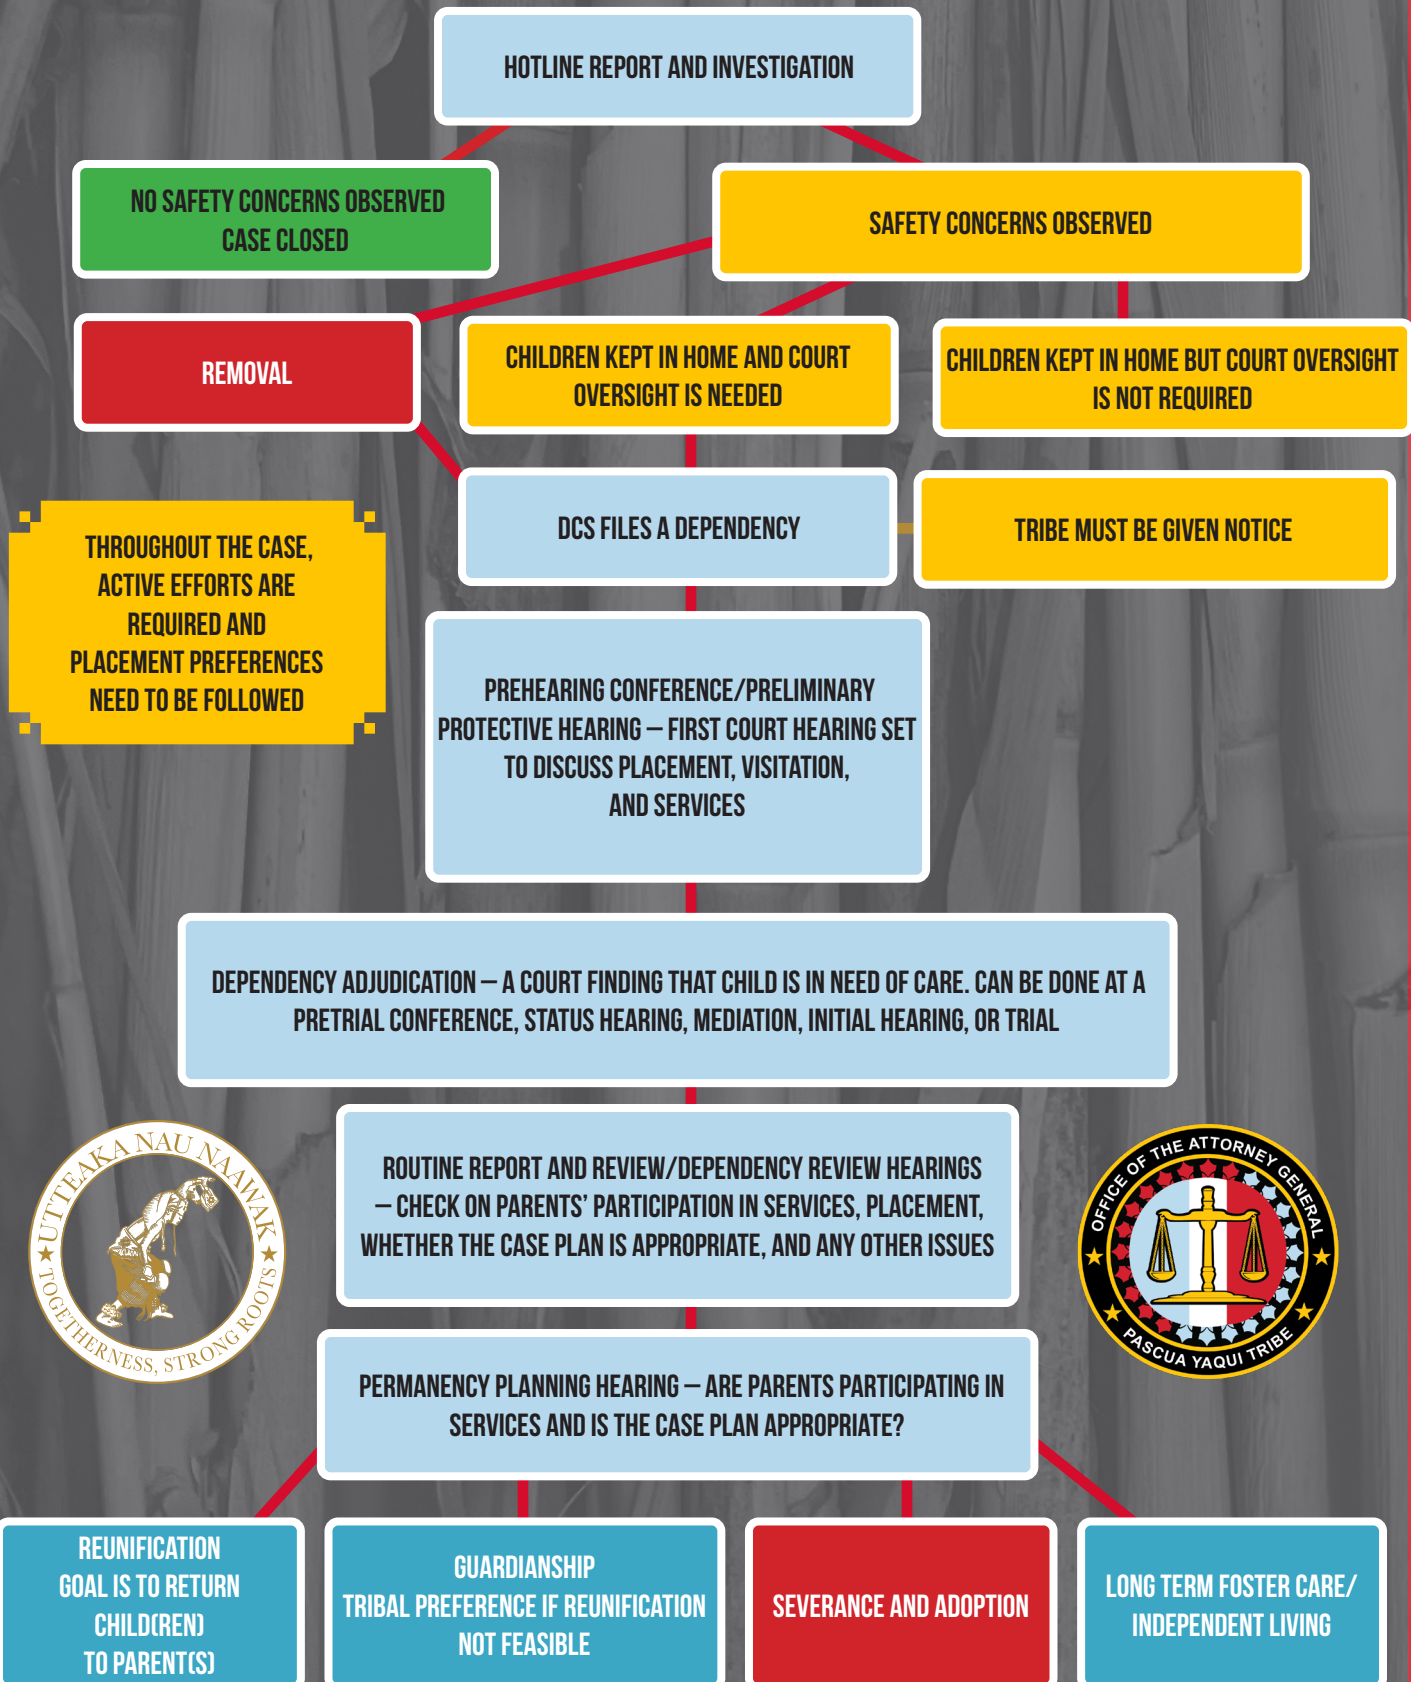 HOTLINE REPORT AND INVESTIGATION
NO SAFETY CONCERNS OBSERVED
CASE CLOSED
SAFETY CONCERNS OBSERVED
REMOVAL
CHILDREN KEPT IN HOME AND COURT
OVERSIGHT IS NEEDED
CHILDREN KEPT IN HOME BUT COURT OVERSIGHT
IS NOT REQUIRED
DCS FILES A DEPENDENCY
TRIBE MUST BE GIVEN NOTICE
THROUGHOUT THE CASE,
ACTIVE EFFORTS ARE
REQUIRED AND
PLACEMENT PREFERENCES
NEED TO BE FOLLOWED
PREHEARING CONFERENCE/PRELIMINARY
PROTECTIVE HEARING – FIRST COURT HEARING SET
TO DISCUSS PLACEMENT, VISITATION,
AND SERVICES
DEPENDENCY ADJUDICATION – A COURT FINDING THAT CHILD IS IN NEED OF CARE. CAN BE DONE AT A
PRETRIAL CONFERENCE, STATUS HEARING, MEDIATION, INITIAL HEARING, OR TRIAL
ROUTINE REPORT AND REVIEW/DEPENDENCY REVIEW HEARINGS
– CHECK ON PARENTS’ PARTICIPATION IN SERVICES, PLACEMENT,
WHETHER THE CASE PLAN IS APPROPRIATE, AND ANY OTHER ISSUES
UTTEAKA NAU NAAWAK
TOGETHERNESS, STRONG ROOTS
OFFICE OF THE ATTORNEY GENERAL
PASCUA YAQUI TRIBE
PERMANENCY PLANNING HEARING – ARE PARENTS PARTICIPATING IN
SERVICES AND IS THE CASE PLAN APPROPRIATE?
REUNIFICATION
GOAL IS TO RETURN
CHILD(REN)
TO PARENT(S)
GUARDIANSHIP
TRIBAL PREFERENCE IF REUNIFICATION
NOT FEASIBLE
SEVERANCE AND ADOPTION
LONG TERM FOSTER CARE/
INDEPENDENT LIVING